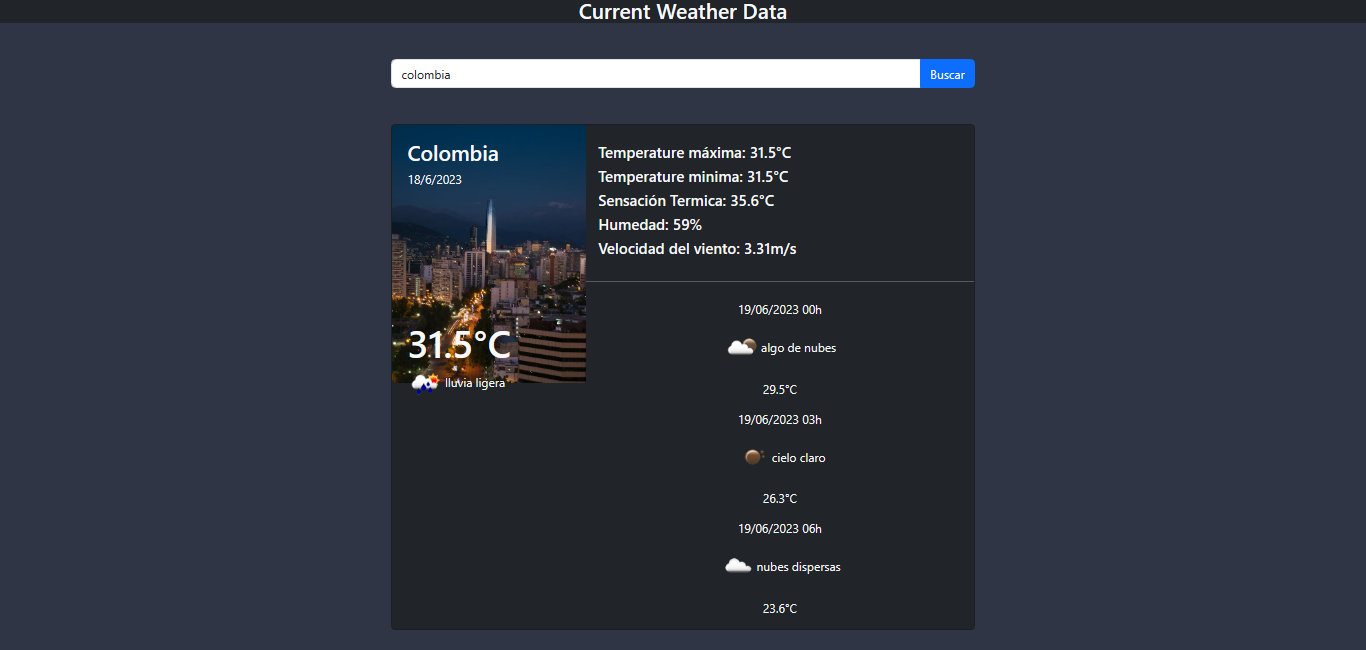 Current Weather Data
colombia
Buscar
Colombia
18/6/2023
31.5°C
lluvia ligera
Temperature máxima: 31.5°C
Temperature minima: 31.5°C
Sensación Termica: 35.6°C
Humedad: 59%
Velocidad del viento: 3.31m/s
19/06/2023 00h
algo de nubes
29.5°C
19/06/2023 03h
cielo claro
26.3°C
19/06/2023 06h
nubes dispersas
23.6°C